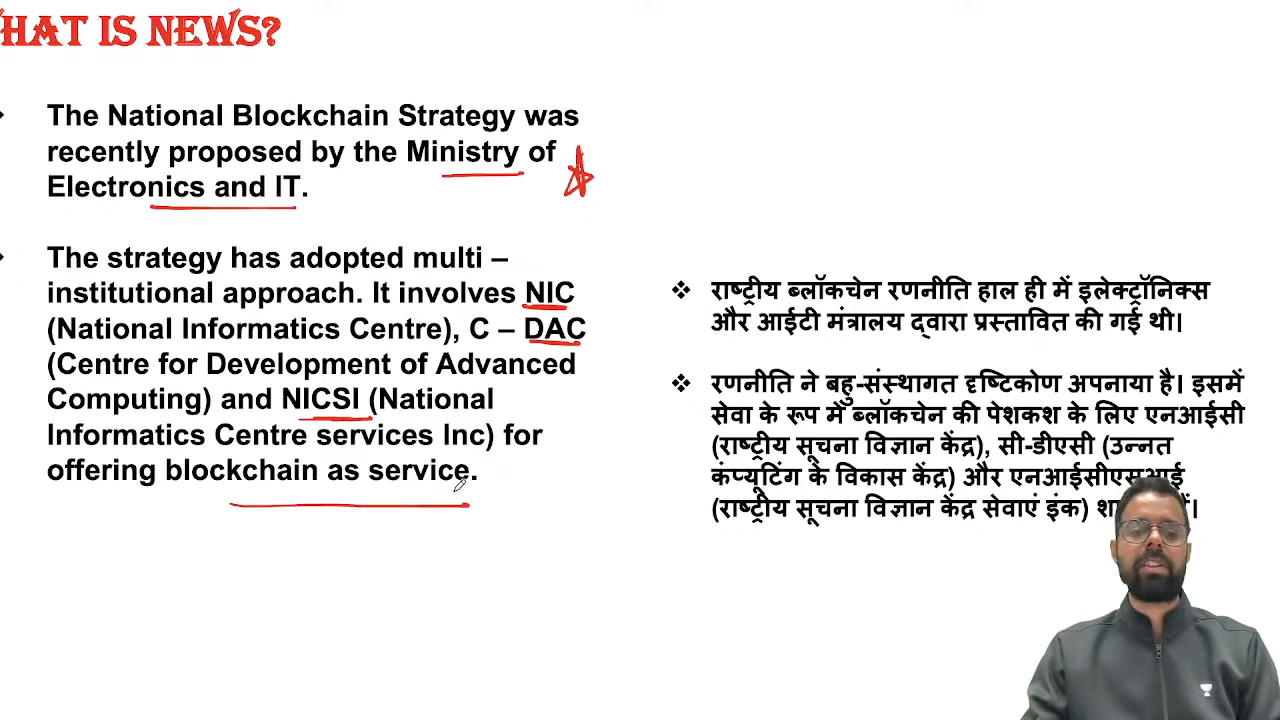 HAT IS NEWS?
The National Blockchain Strategy was
recently proposed by the Ministry of
Electronics and IT.
The strategy has adopted multi –
institutional approach. It involves NIC
(National Informatics Centre), C – DAC
(Centre for Development of Advanced
Computing) and NICSI (National
Informatics Centre services Inc) for
offering blockchain as service.
❖ राष्ट्रीय ब्लॉकचेन रणनीति हाल ही में इलेक्ट्रॉनिक्स
और आईटी मंत्रालय द्वारा प्रस्तावित की गई थी।
❖ रणनीति ने बहु-संस्थागत दृष्टिकोण अपनाया है। इसमें
सेवा के रूप में ब्लॉकचेन की पेशकश के लिए एनआईसी
(राष्ट्रीय सूचना विज्ञान केंद्र), सी-डीएसी (उन्नत
कंप्यूटिंग के विकास केंद्र) और एनआईसीएसआई
(राष्ट्रीय सूचना विज्ञान केंद्र सेवाएं इंक)